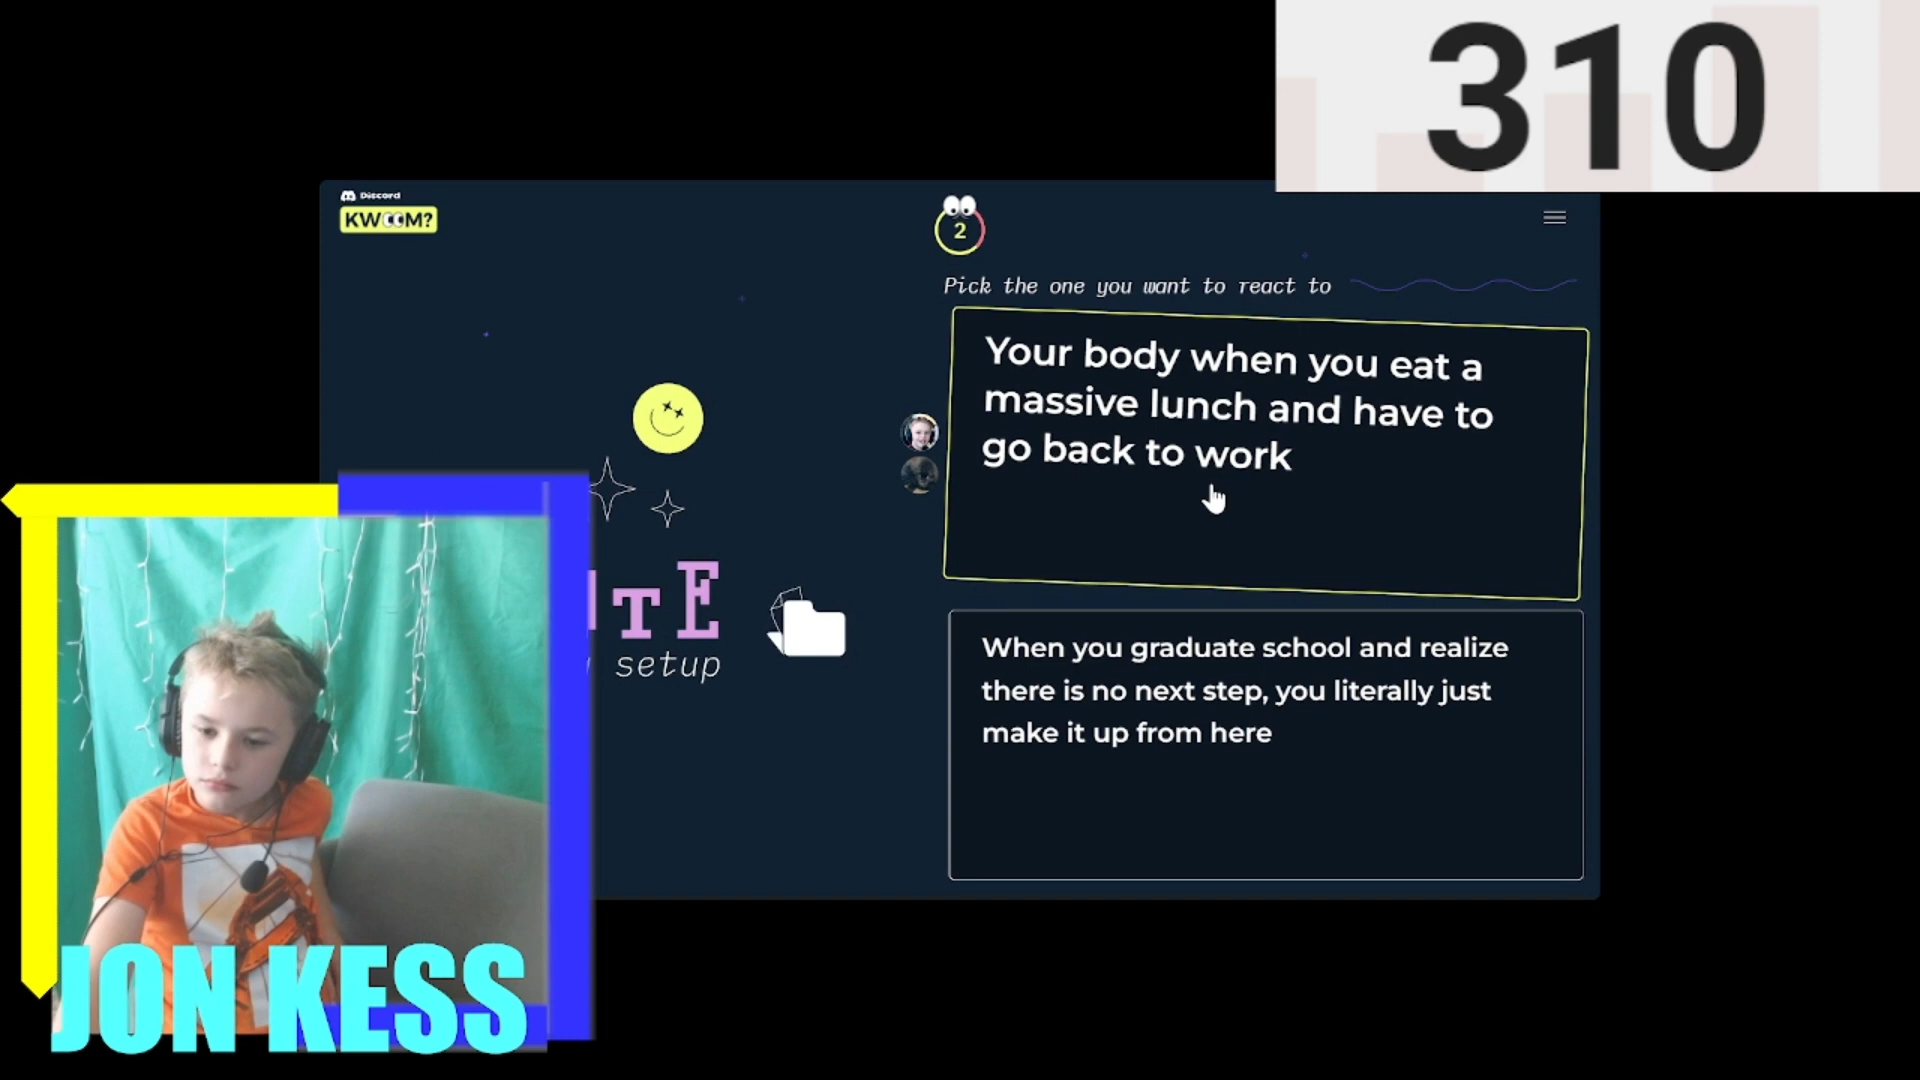 310
Discord
KW👀M?
2
Pick the one you want to react to
Your body when you eat a
massive lunch and have to
go back to work
TE
setup
When you graduate school and realize
there is no next step, you literally just
make it up from here
JON KESS